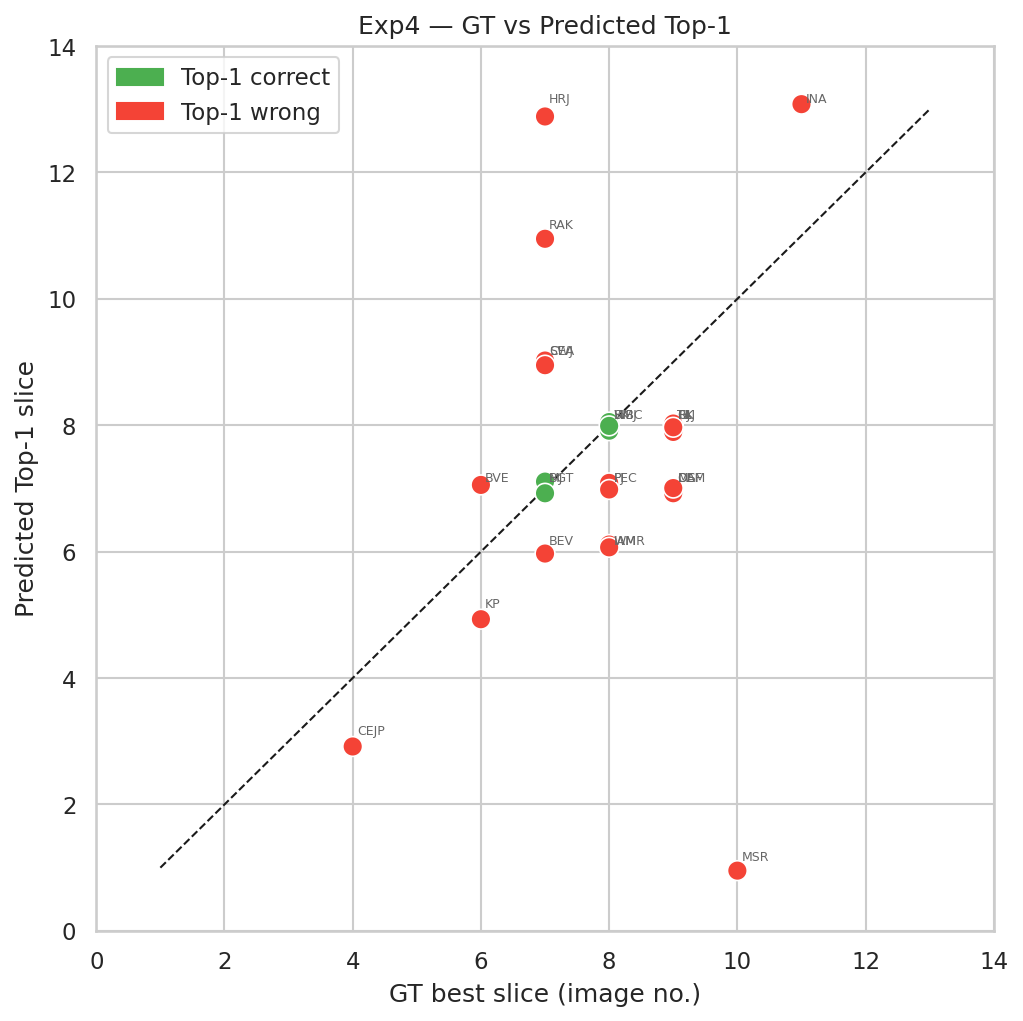 Exp4 — GT vs Predicted Top-1
Top-1 correct
Top-1 wrong
14
12
10
8
6
4
2
0
Predicted Top-1 slice
HRJ
JNA
RAK
BVE
BEV
KP
CEJP
MSR
0 2 4 6 8 10 12 14
GT best slice (image no.)